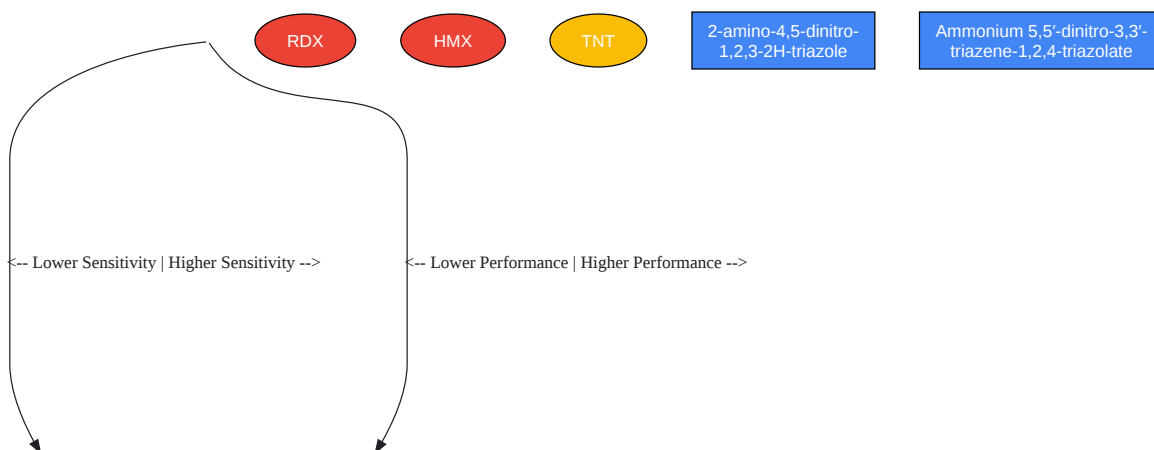 RDX
HMX
TNT
2-amino-4,5-dinitro-
1,2,3-2H-triazole
Ammonium 5,5′-dinitro-3,3′-
triazene-1,2,4-triazolate
<-- Lower Sensitivity | Higher Sensitivity -->
<-- Lower Performance | Higher Performance -->